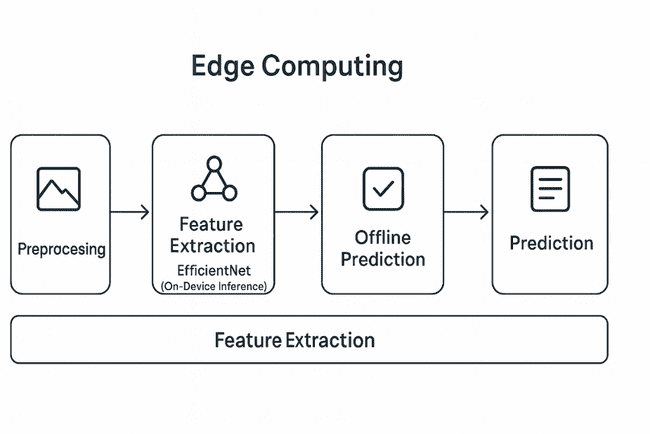 Edge Computing
Preprocesing
Feature
Extraction
EfficientNet
(On-Device Inference)
Offline
Prediction
Prediction
Feature Extraction